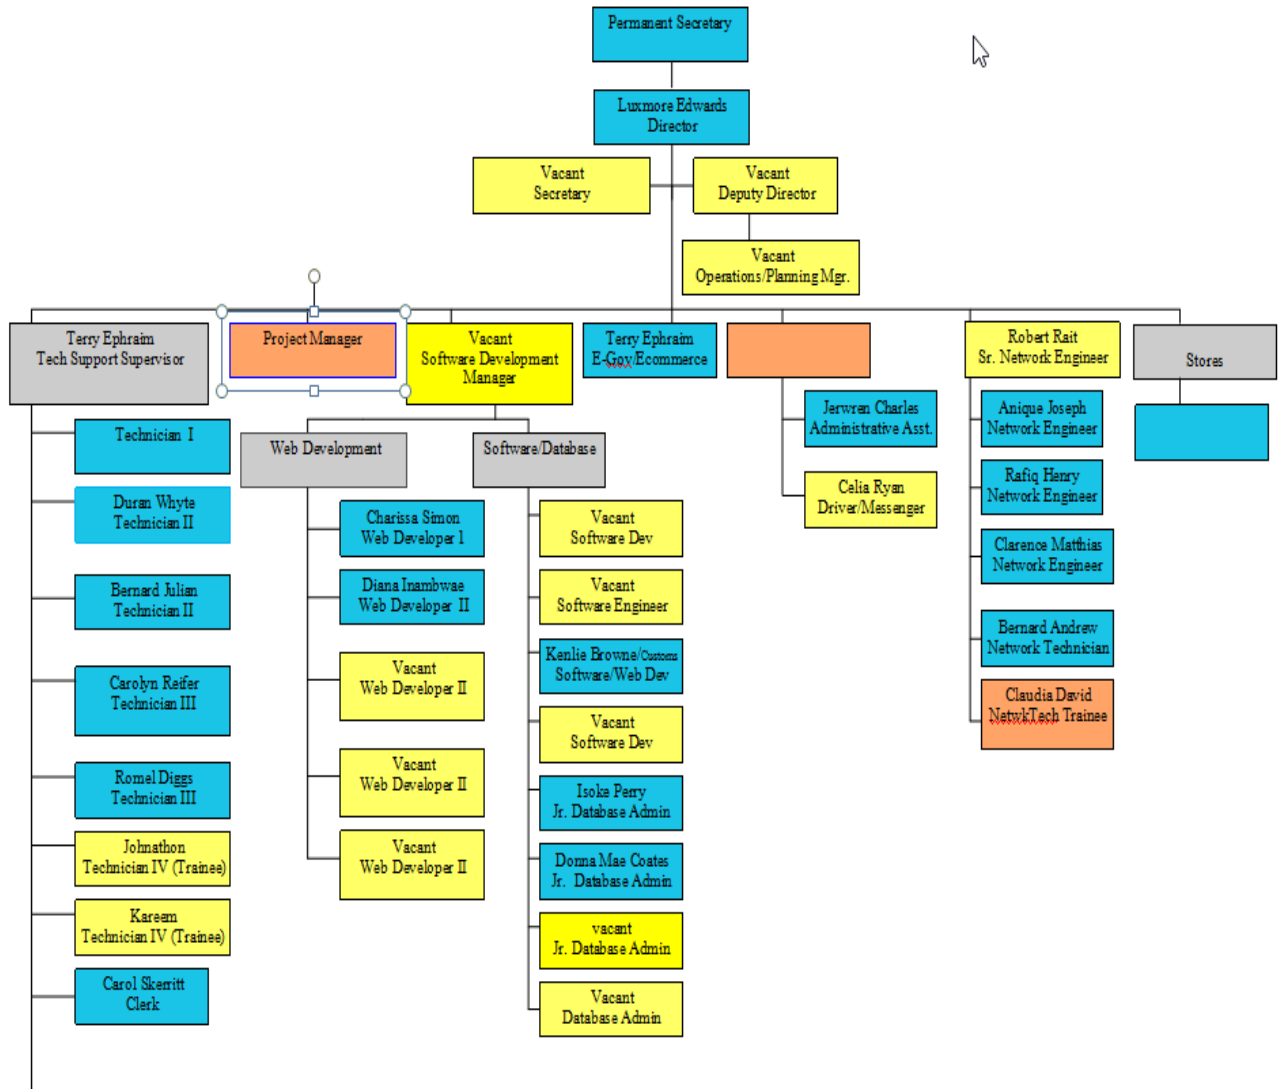 Permanent Secretary
Luxmore Edwards
Director
Vacant
Secretary
Vacant
Deputy Director
Vacant
Operations/Planning Mgr.
Terry Ephraim
Tech Support Supervisor
Project Manager
Vacant
Software Development
Manager
Terry Ephraim
E-Gov/Ecommerce
Robert Rait
Sr. Network Engineer
Stores
Technician I
Duran Whyte
Technician II
Bernard Julian
Technician II
Carolyn Reifer
Technician III
Romel Diggs
Technician III
Johnathon
Technician IV (Trainee)
Kareem
Technician IV (Trainee)
Carol Skerritt
Clerk
Web Development
Charissa Simon
Web Developer 1
Diana Inambwae
Web Developer II
Vacant
Web Developer II
Vacant
Web Developer II
Vacant
Web Developer II
Software/Database
Vacant
Software Dev
Vacant
Software Engineer
Kenlie Browne/Customs
Software/Web Dev
Vacant
Software Dev
Isoke Perry
Jr. Database Admin
Donna Mae Coates
Jr. Database Admin
vacant
Jr. Database Admin
Vacant
Database Admin
Jerwren Charles
Administrative Asst.
Celia Ryan
Driver/Messenger
Anique Joseph
Network Engineer
Rafiq Henry
Network Engineer
Clarence Matthias
Network Engineer
Bernard Andrew
Network Technician
Claudia David
NetwkTech Trainee